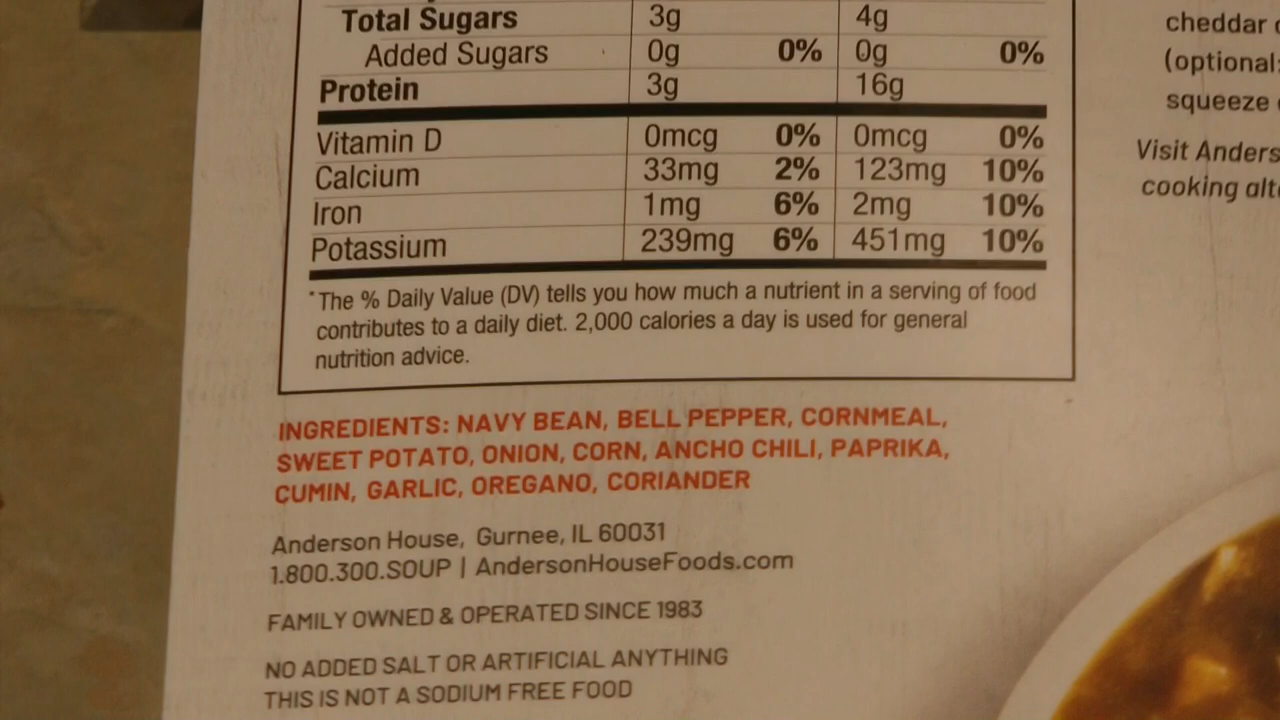 Total Sugars 3g 4g
Added Sugars 0g 0% 0g 0%
Protein 3g 16g
Vitamin D 0mcg 0% 0mcg 0%
Calcium 33mg 2% 123mg 10%
Iron 1mg 6% 2mg 10%
Potassium 239mg 6% 451mg 10%
*The % Daily Value (DV) tells you how much a nutrient in a serving of food
contributes to a daily diet. 2,000 calories a day is used for general
nutrition advice.
INGREDIENTS: NAVY BEAN, BELL PEPPER, CORNMEAL,
SWEET POTATO, ONION, CORN, ANCHO CHILI, PAPRIKA,
CUMIN, GARLIC, OREGANO, CORIANDER
Anderson House, Gurnee, IL 60031
1.800.300.SOUP | AndersonHouseFoods.com
FAMILY OWNED & OPERATED SINCE 1983
NO ADDED SALT OR ARTIFICIAL ANYTHING
THIS IS NOT A SODIUM FREE FOOD
cheddar
(optional:
squeeze
Visit Anders
cooking alt